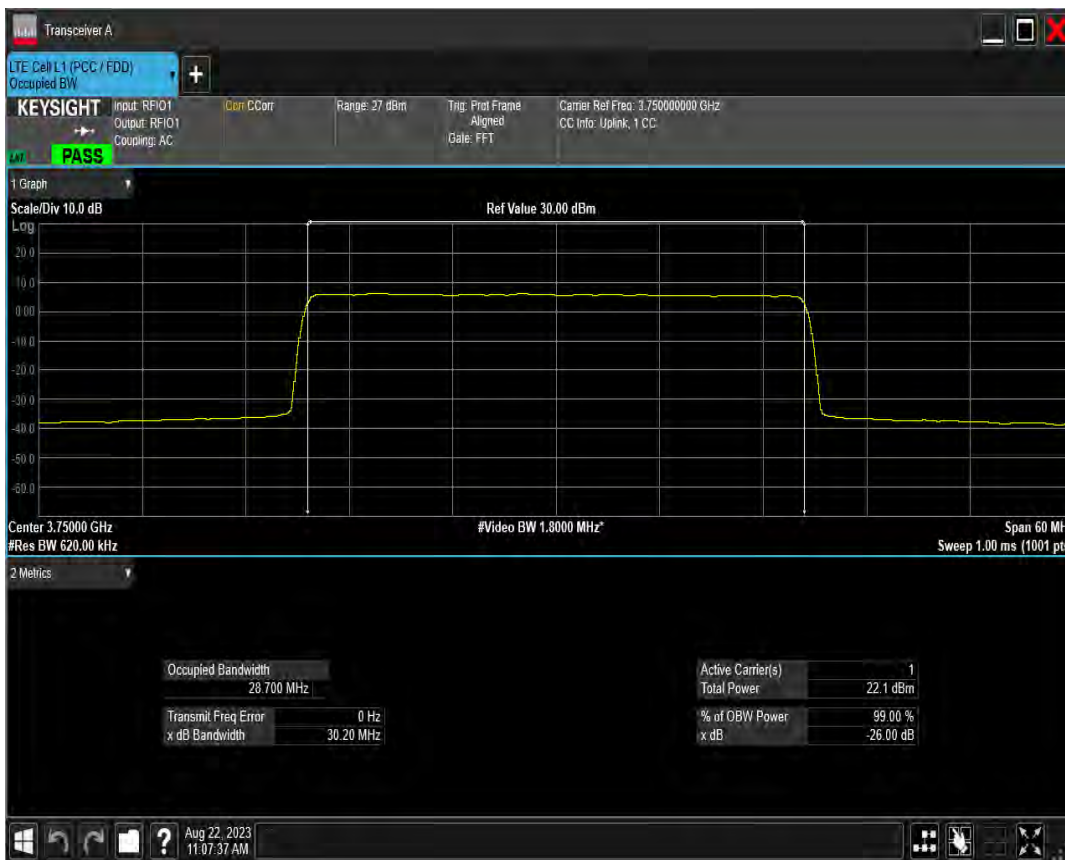 Transceiver A
LTE Cell L1 (PCC / FDD)
Occupied BW
+
KEYSIGHT
PASS
Input: RFIO1
Output: RFIO1
Coupling: AC
Corr CCorr
Range: 27 dBm
Trig: Prot Frame
Aligned
Gate: FFT
Carrier Ref Freq: 3.750000000 GHz
CC Info: Uplink, 1 CC
1 Graph
Scale/Div 10.0 dB
Ref Value 30.00 dBm
Log
20.0
10.0
0.00
-10.0
-20.0
-30.0
-40.0
-50.0
-60.0
Center 3.75000 GHz
#Video BW 1.8000 MHz*
Span 60 MH
#Res BW 620.00 kHz
Sweep 1.00 ms (1001 pt
2 Metrics
Occupied Bandwidth
28.700 MHz
Transmit Freq Error 0 Hz
x dB Bandwidth 30.20 MHz
Active Carrier(s) 1
Total Power 22.1 dBm
% of OBW Power 99.00 %
x dB -26.00 dB
?
Aug 22, 2023
11:07:37 AM